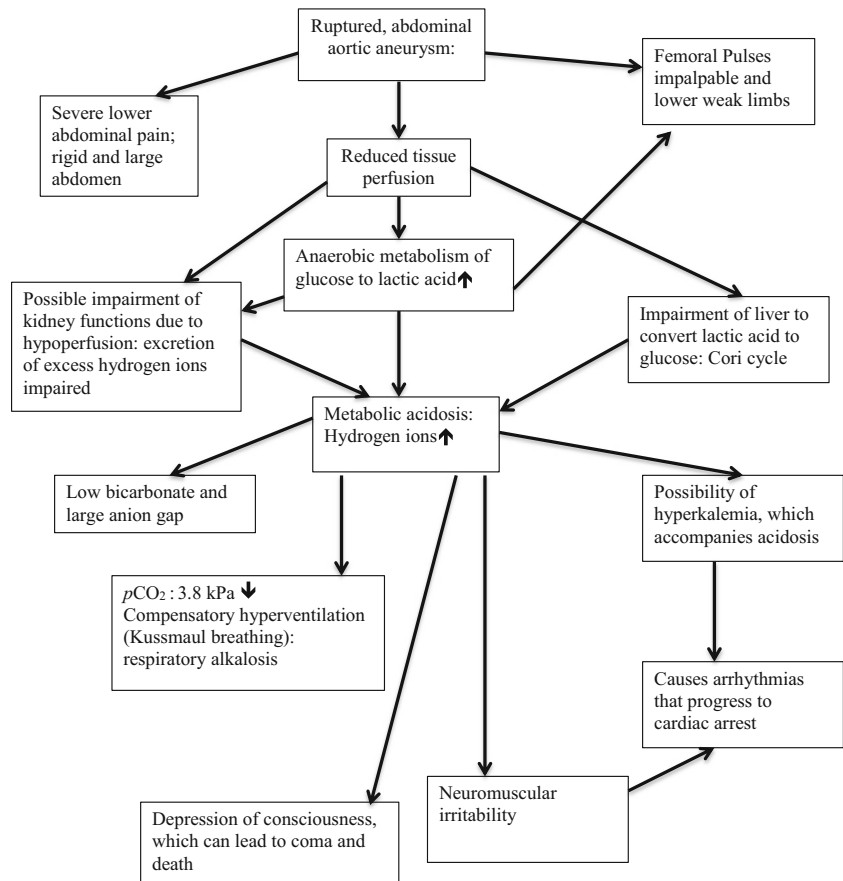 Ruptured, abdominal
aortic aneurysm:
Femoral Pulses
impalpable and
lower weak limbs
Severe lower
abdominal pain;
rigid and large
abdomen
Reduced tissue
perfusion
Anaerobic metabolism of
glucose to lactic acid🡹
Possible impairment of
kidney functions due to
hypoperfusion: excretion
of excess hydrogen ions
impaired
Impairment of liver to
convert lactic acid to
glucose: Cori cycle
Metabolic acidosis:
Hydrogen ions🡹
Low bicarbonate and
large anion gap
Possibility of
hyperkalemia, which
accompanies acidosis
pCO₂ : 3.8 kPa 🡻
Compensatory hyperventilation
(Kussmaul breathing):
respiratory alkalosis
Causes arrhythmias
that progress to
cardiac arrest
Neuromuscular
irritability
Depression of consciousness,
which can lead to coma and
death